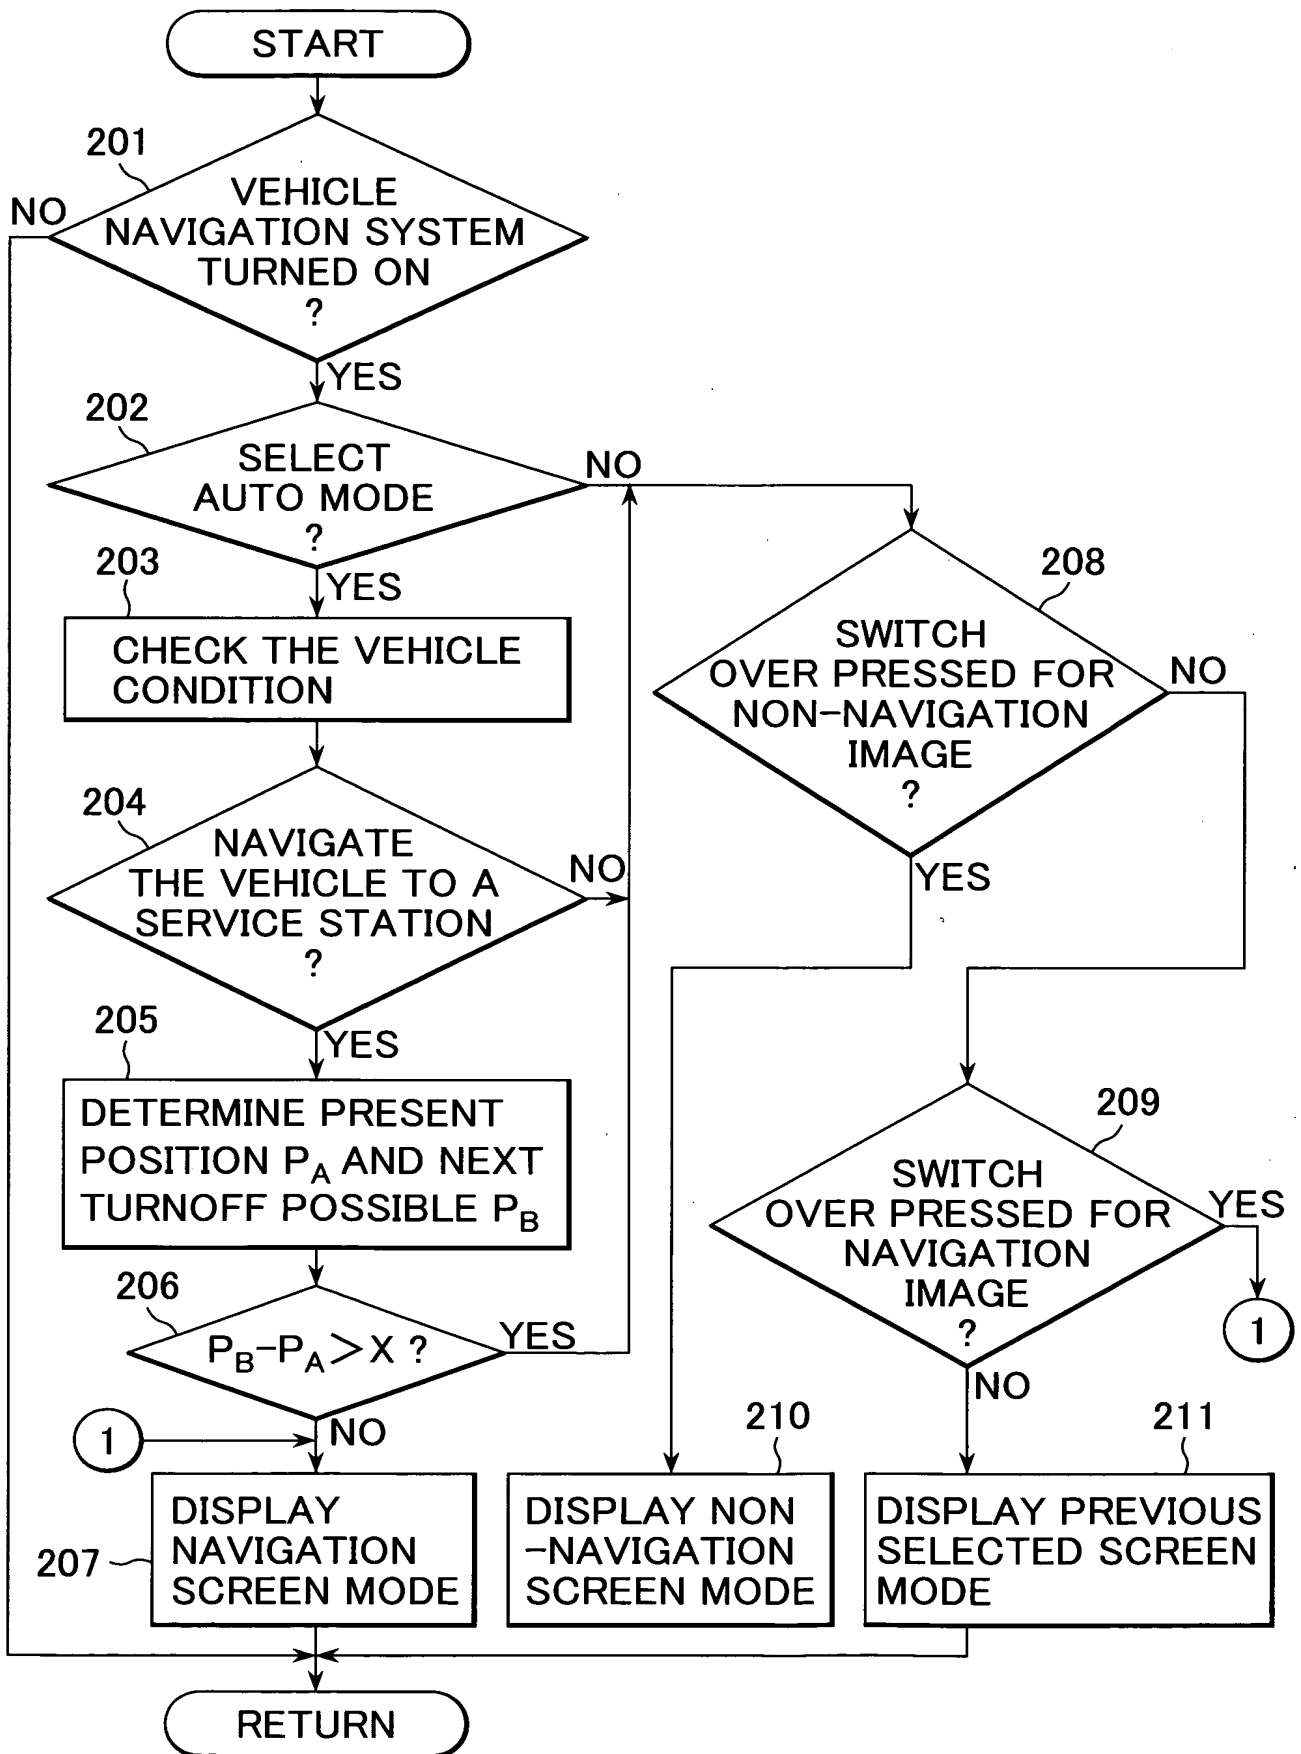 START
201
VEHICLE
NAVIGATION SYSTEM
TURNED ON
?
NO
YES
202
SELECT
AUTO MODE
?
NO
YES
203
CHECK THE VEHICLE
CONDITION
204
NAVIGATE
THE VEHICLE TO A
SERVICE STATION
?
NO
YES
205
DETERMINE PRESENT
POSITION PA AND NEXT
TURNOFF POSSIBLE PB
206
PB-PA>X ?
YES
NO
1
207
DISPLAY
NAVIGATION
SCREEN MODE
208
SWITCH
OVER PRESSED FOR
NON-NAVIGATION
IMAGE
?
NO
YES
209
SWITCH
OVER PRESSED FOR
NAVIGATION
IMAGE
?
YES
1
NO
210
DISPLAY NON
-NAVIGATION
SCREEN MODE
211
DISPLAY PREVIOUS
SELECTED SCREEN
MODE
RETURN